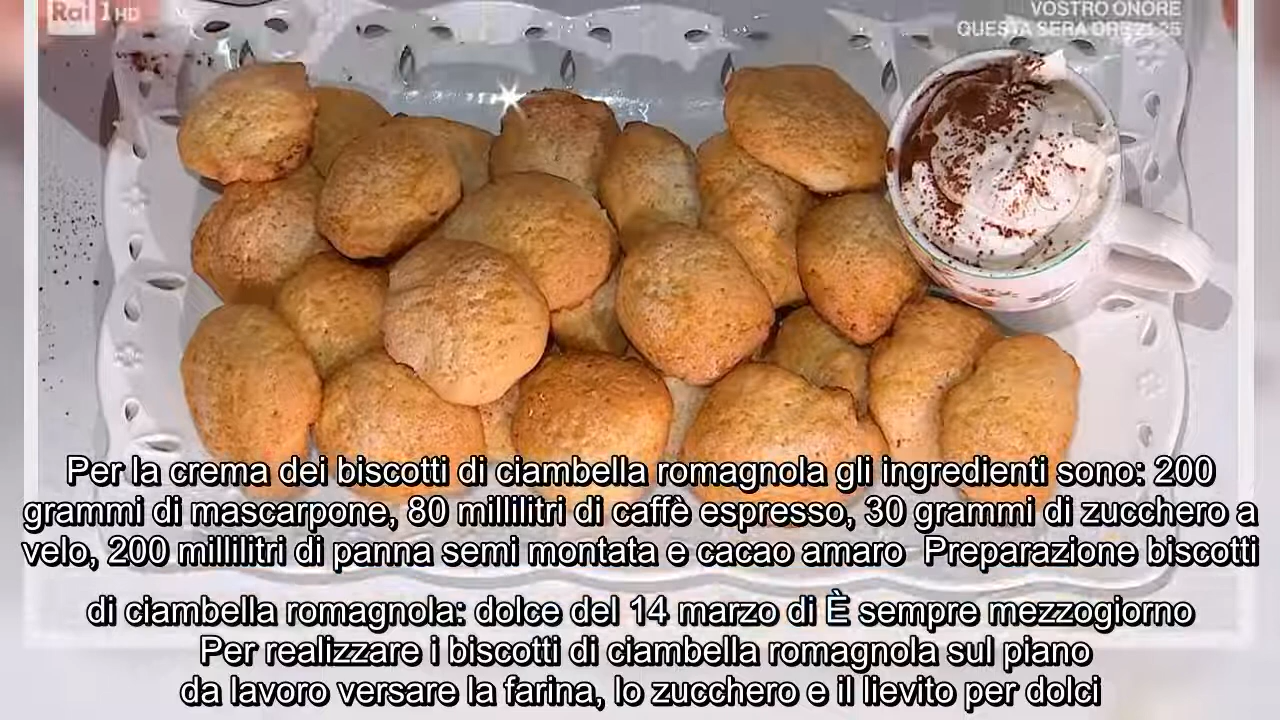 Rai 1 HD
VOSTRO ONORE
QUESTA SERA ORE 21.25
Per la crema dei biscotti di ciambella romagnola gli ingredienti sono: 200
grammi di mascarpone, 80 millilitri di caffè espresso, 30 grammi di zucchero a
velo, 200 millilitri di panna semi montata e cacao amaro Preparazione biscotti
di ciambella romagnola: dolce del 14 marzo di È sempre mezzogiorno
Per realizzare i biscotti di ciambella romagnola sul piano
da lavoro versare la farina, lo zucchero e il lievito per dolci